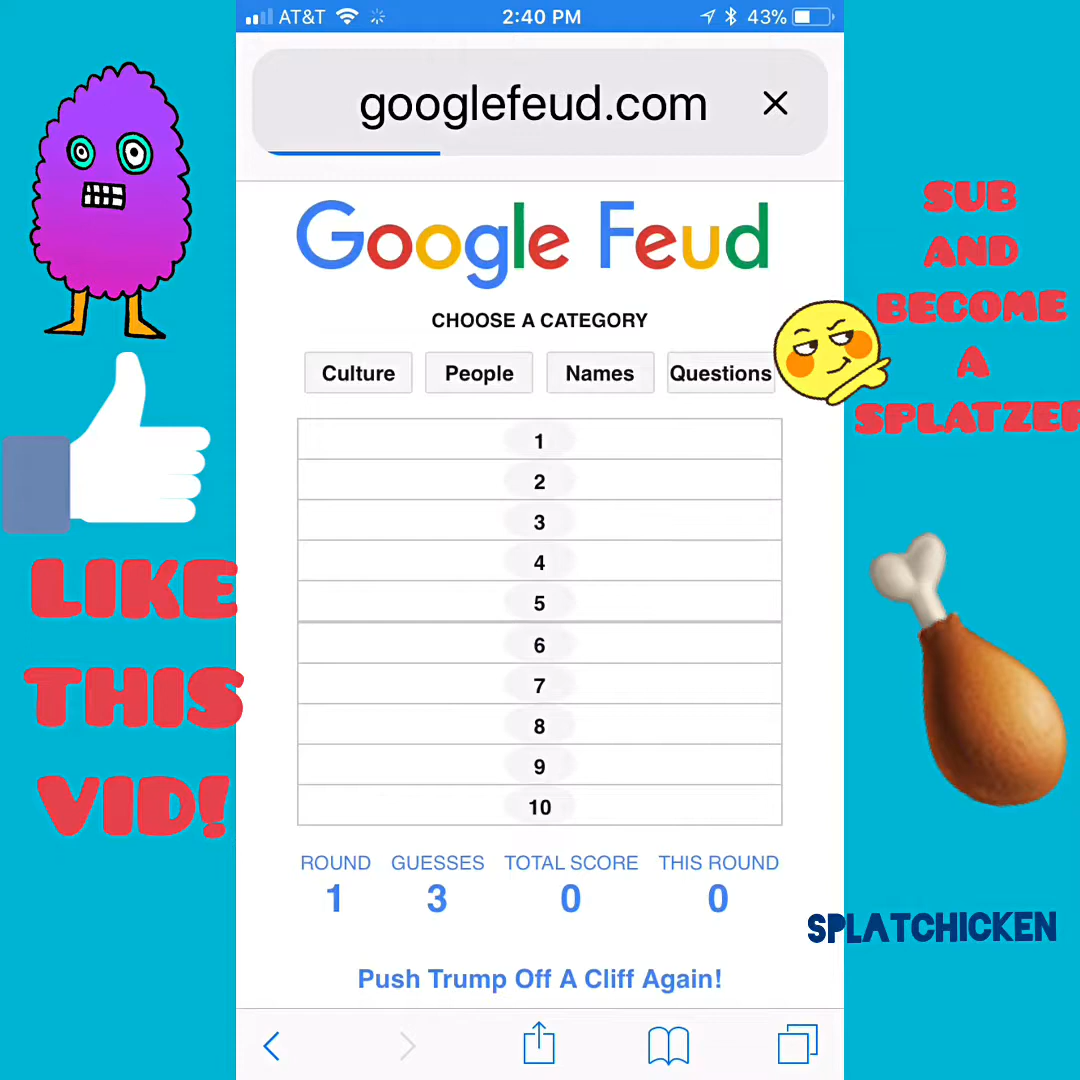 AT&T 2:40 PM 43%
googlefeud.com
Google Feud
CHOOSE A CATEGORY
Culture People Names Questions
1
2
3
4
5
6
7
8
9
10
ROUND GUESSES TOTAL SCORE THIS ROUND
1 3 0 0
Push Trump Off A Cliff Again!
LIKE
THIS
VID!
SUB
AND
BECOME
A
SPLATZER
SPLATCHICKEN